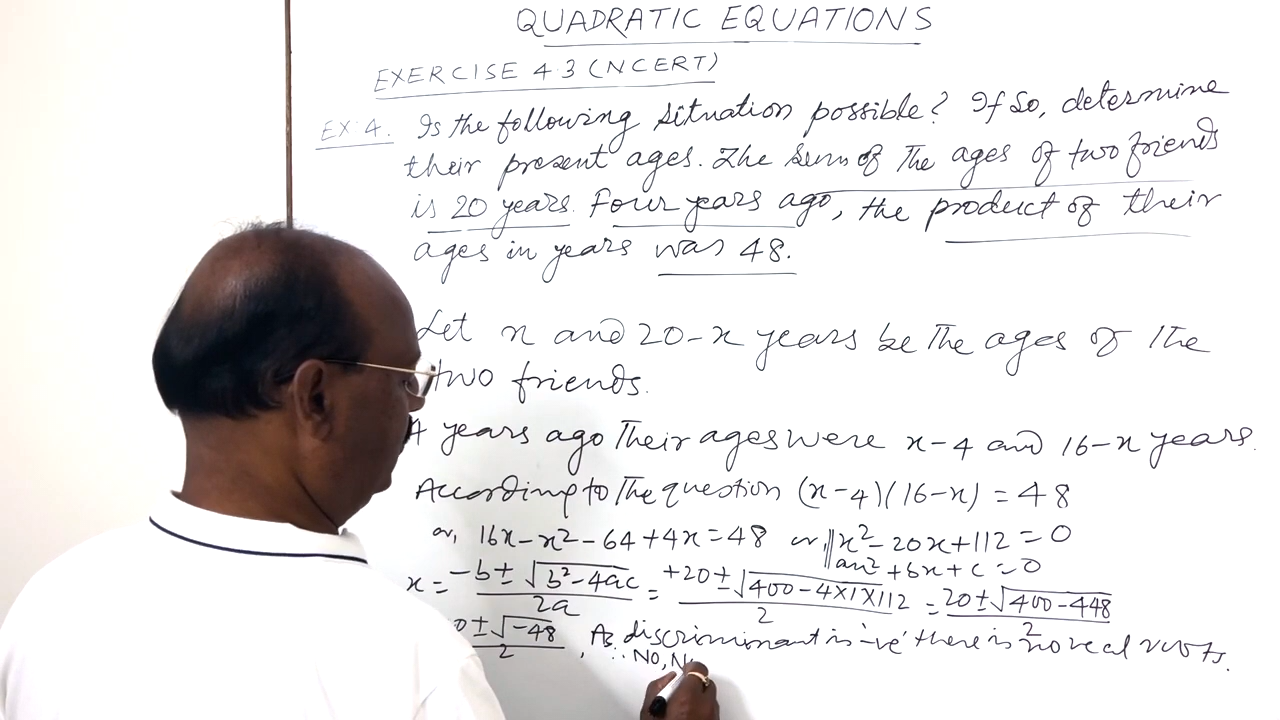 QUADRATIC EQUATIONS
EXERCISE 4.3 (NCERT)
EX: 4. Is the following situation possible? If so, determine
their present ages. The sum of The ages of two friends
is 20 years. Four years ago, the product of their
ages in years was 48.
Let x and 20-x years be the ages of the
two friends.
4 years ago Their ages were x-4 and 16-x years.
According to The question (x-4)(16-x) = 48
or, 16x-x²-64+4x=48 or, x²-20x+112=0
ax²+bx+c=0
x = -b±√b²-4ac / 2a = +20±√400-4×1×112 / 2 = 20±√400-448 / 2
0±√-48 / 2, As discriminant is '-ve' there is no real roots.
∴ NO, N